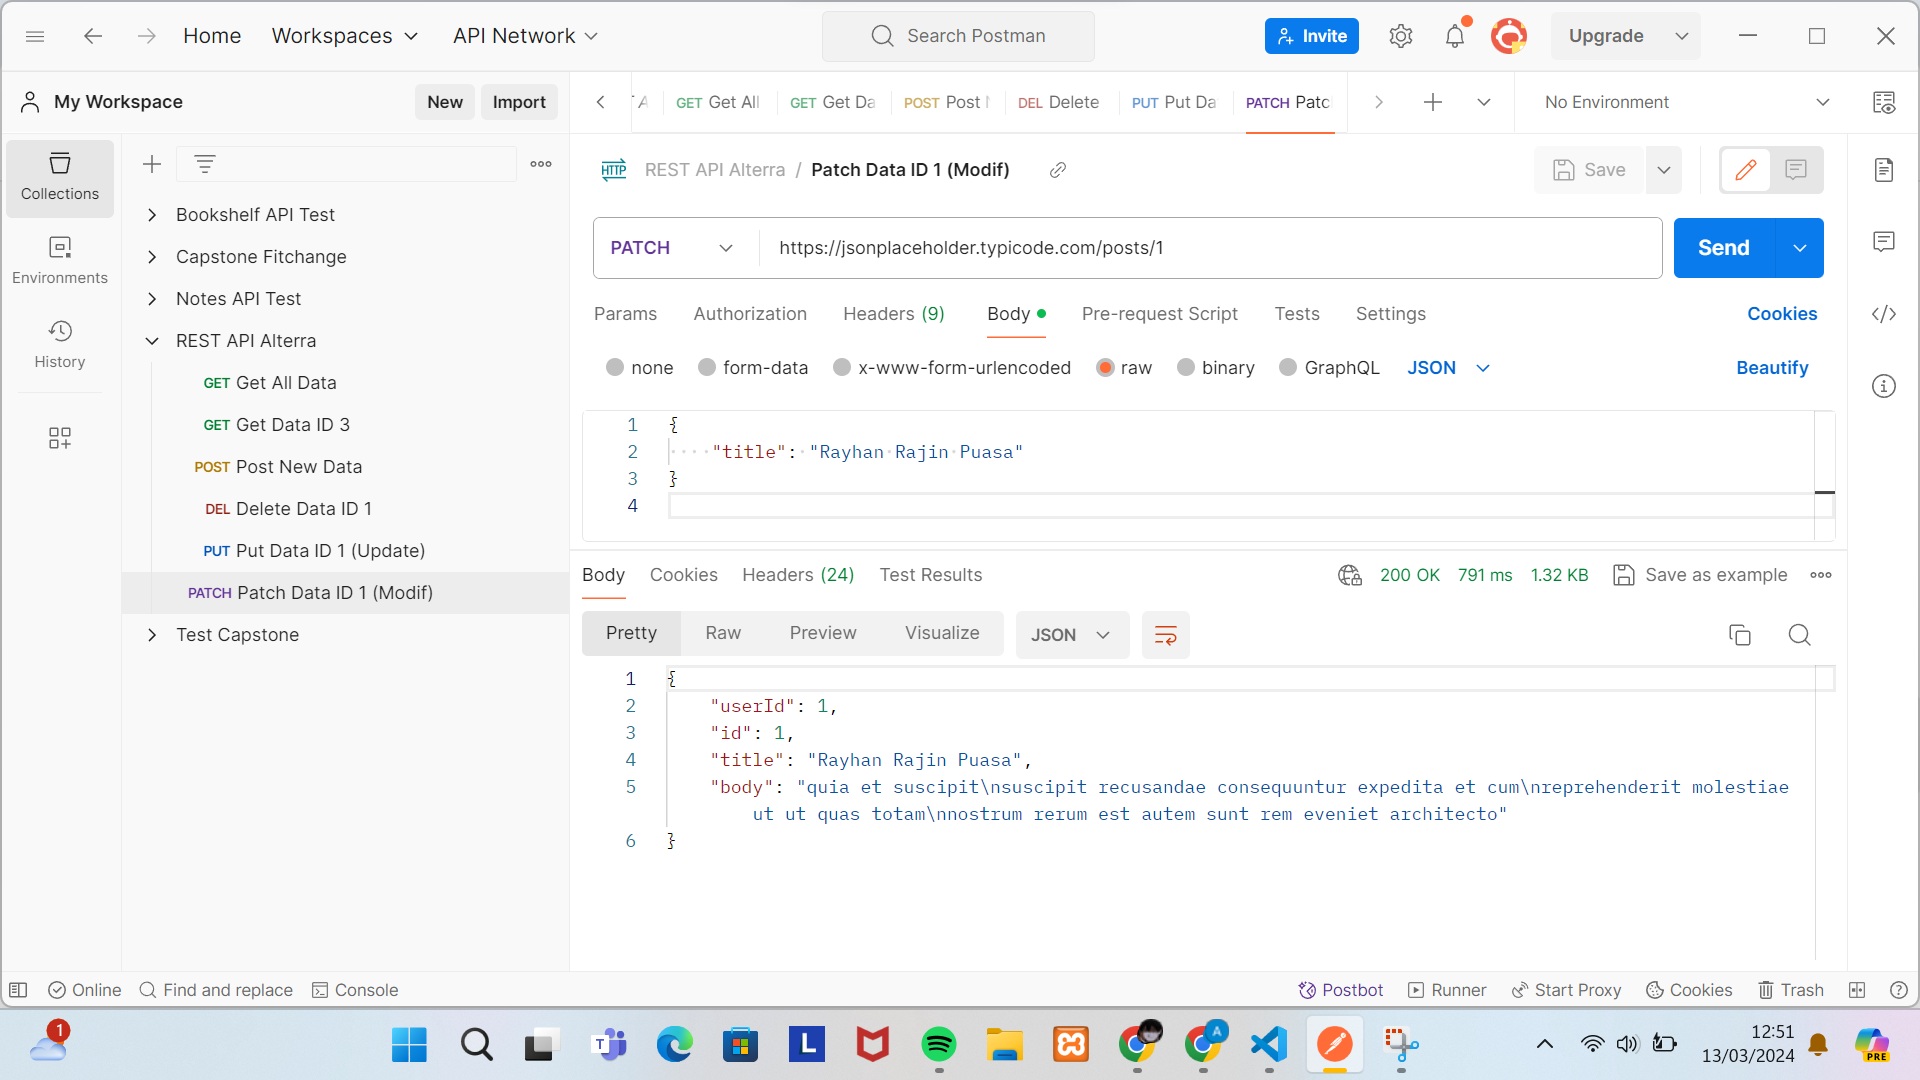 Home Workspaces API Network Search Postman Invite Upgrade
My Workspace New Import GET Get All GET Get Da POST Post DEL Delete PUT Put Da PATCH Patc No Environment
Collections
Environments
History
Bookshelf API Test
Capstone Fitchange
Notes API Test
REST API Alterra
GET Get All Data
GET Get Data ID 3
POST Post New Data
DEL Delete Data ID 1
PUT Put Data ID 1 (Update)
PATCH Patch Data ID 1 (Modif)
Test Capstone
HTTP REST API Alterra / Patch Data ID 1 (Modif) Save
PATCH https://jsonplaceholder.typicode.com/posts/1 Send
Params Authorization Headers (9) Body Pre-request Script Tests Settings Cookies
none form-data x-www-form-urlencoded raw binary GraphQL JSON Beautify
1 {
2 "title": "Rayhan Rajin Puasa"
3 }
4
Body Cookies Headers (24) Test Results 200 OK 791 ms 1.32 KB Save as example
Pretty Raw Preview Visualize JSON
1 {
2 "userId": 1,
3 "id": 1,
4 "title": "Rayhan Rajin Puasa",
5 "body": "quia et suscipit\nsuscipit recusandae consequuntur expedita et cum\nreprehenderit molestiae
ut ut quas totam\nnostrum rerum est autem sunt rem eveniet architecto"
6 }
Online Find and replace Console Postbot Runner Start Proxy Cookies Trash
1 T L A PRE
12:51
13/03/2024